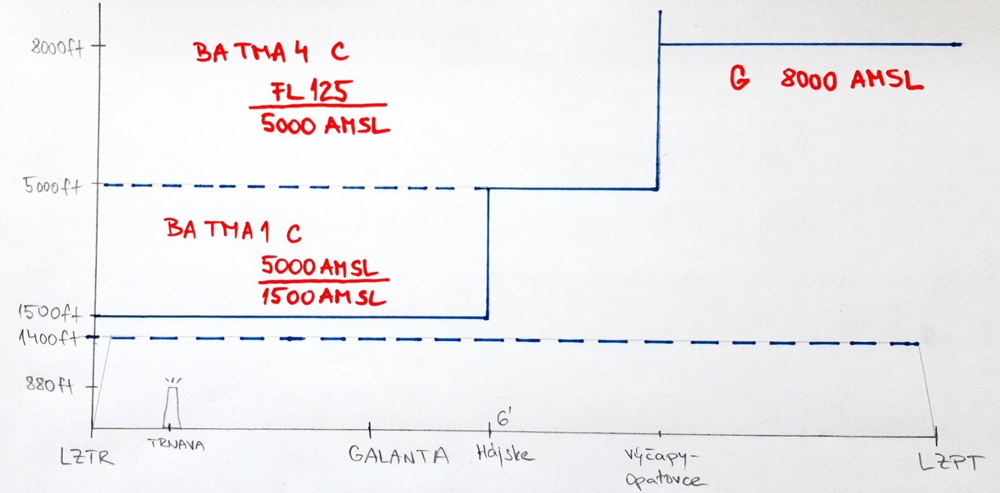 8000ft
BA TMA 4 C
FL 125
5000 AMSL
G 8000 AMSL
5000ft
BA TMA 1 C
5000 AMSL
1500 AMSL
1500ft
1400ft
880ft
6'
LZTR
TRNAVA
GALANTA
Hájske
Výčapy-
Opatovce
LZPT